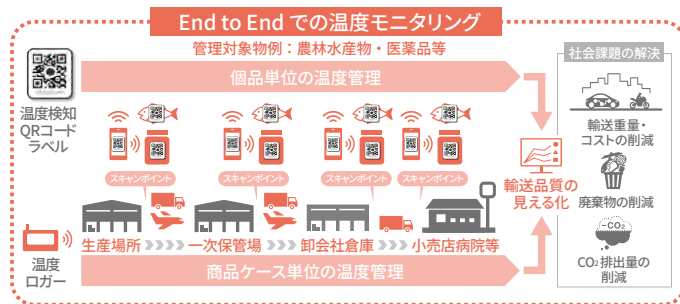 End to End での温度モニタリング
管理対象物例：農林水産物・医薬品等
個品単位の温度管理
温度検知
QRコード
ラベル
スキャンポイント
スキャンポイント
スキャンポイント
スキャンポイント
生産場所
一次保管場
卸会社倉庫
小売店病院等
温度
ロガー
商品ケース単位の温度管理
輸送品質の
見える化
社会課題の解決
輸送重量・
コストの削減
廃棄物の削減
-CO₂
CO₂ 排出量の
削減